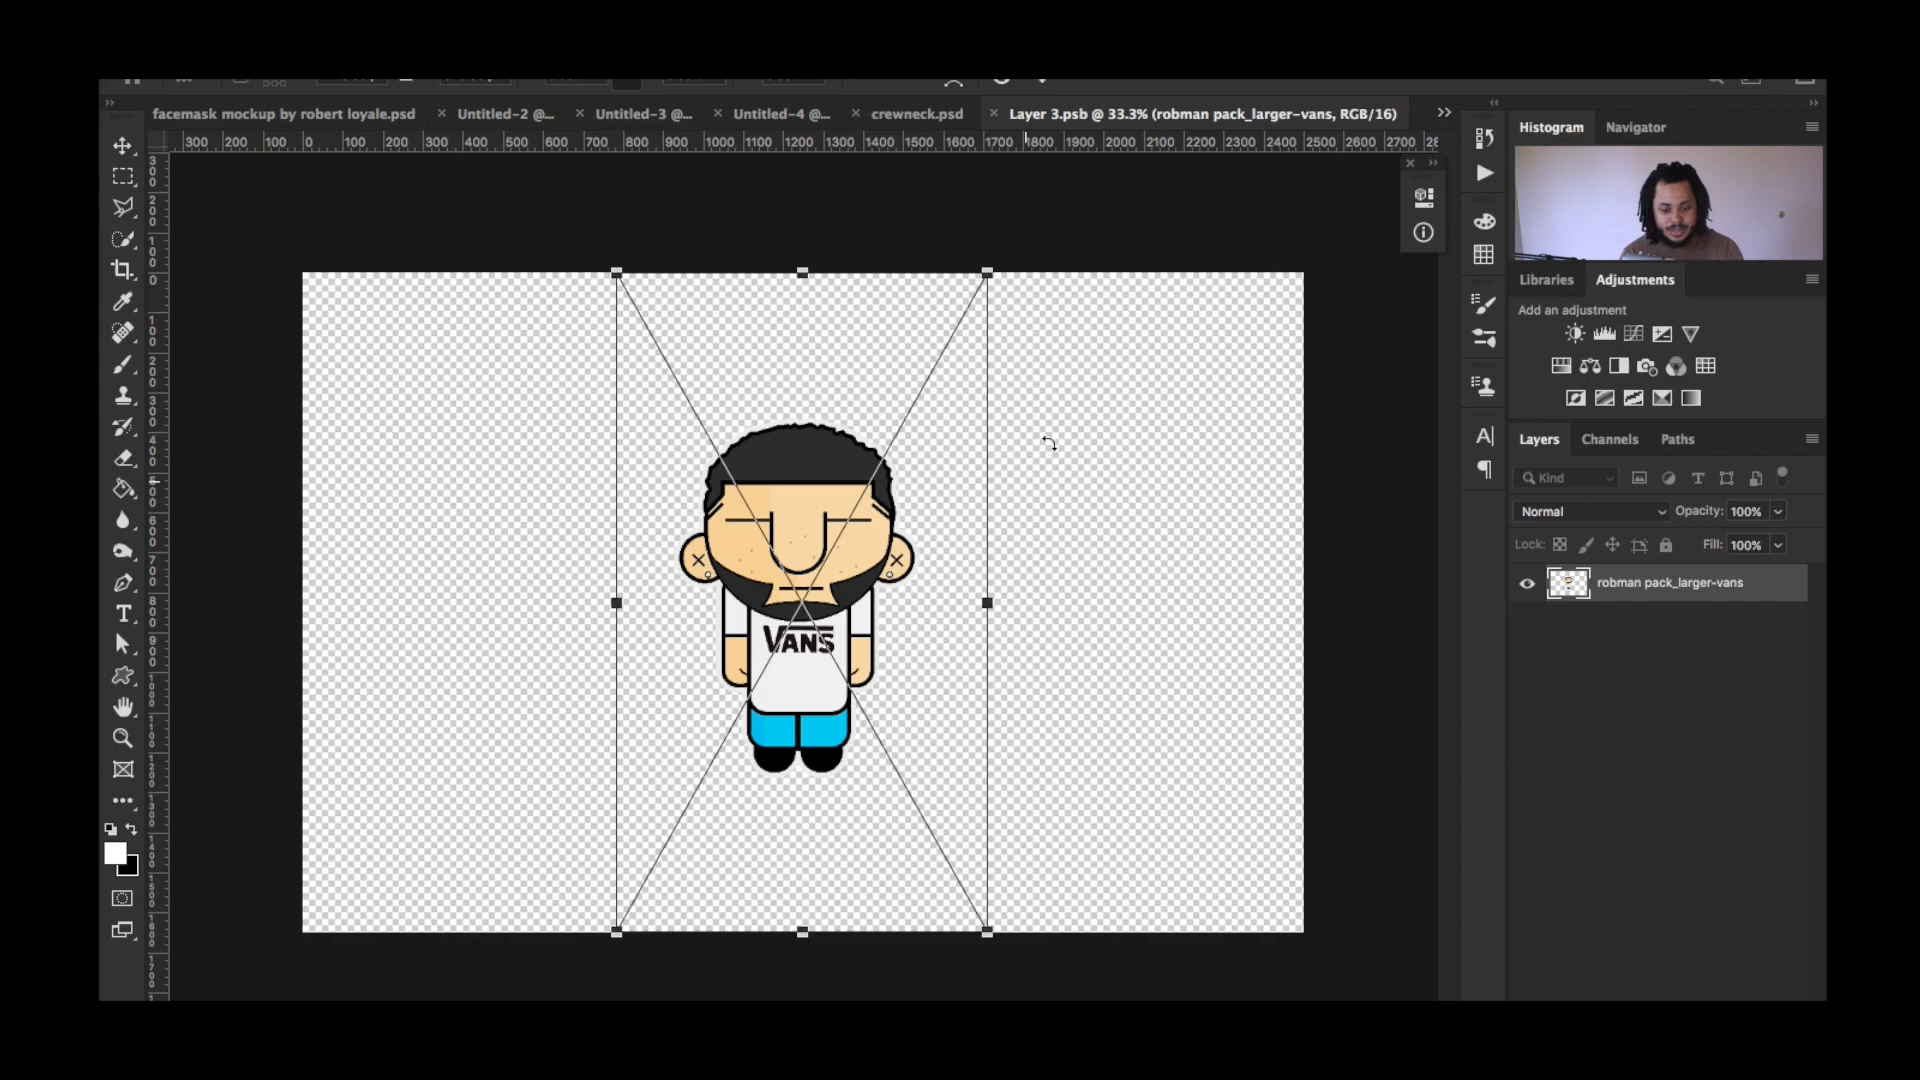 facemask mockup by robert loyale.psd
Untitled-2 @...
Untitled-3 @...
Untitled-4 @...
crewneck.psd
Layer 3.psb @ 33.3% (robman pack_larger-vans, RGB/16)
300 200 100 0 100 200 300 400 500 600 700 800 900 1000 1100 1200 1300 1400 1500 1600 1700 1800 1900 2000 2100 2200 2300 2400 2500 2600 2700
Histogram
Navigator
Libraries
Adjustments
Add an adjustment
Layers
Channels
Paths
Kind
Normal
Opacity: 100%
Lock:
Fill: 100%
robman pack_larger-vans
VANS